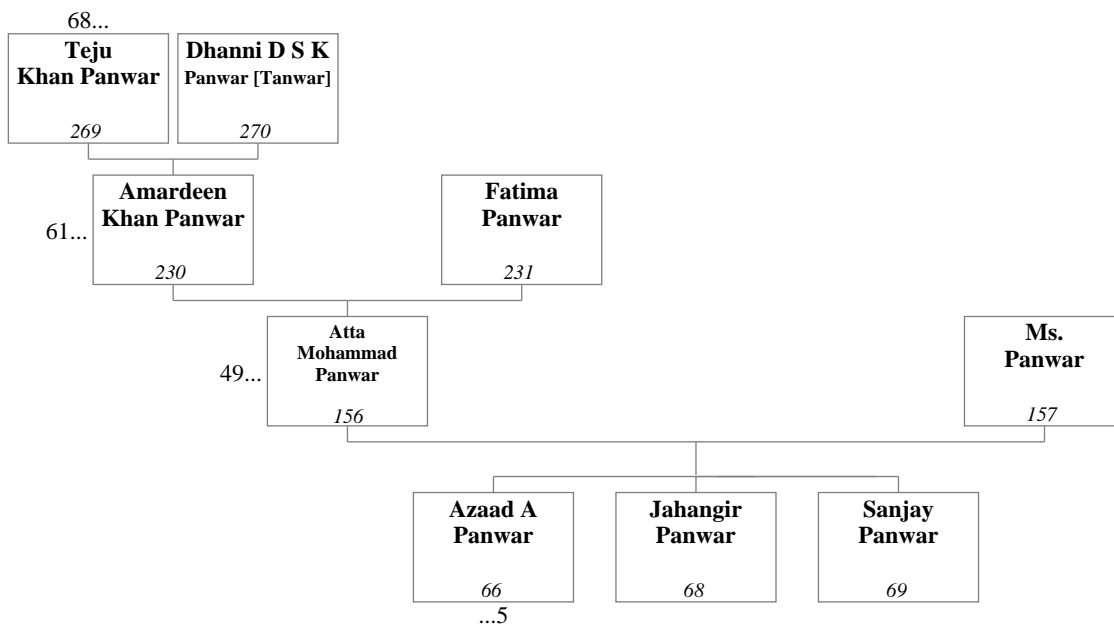 68...
Teju
Khan Panwar
269
Dhanni D S K
Panwar [Tanwar]
270
61...
Amardeen
Khan Panwar
230
Fatima
Panwar
231
49...
Atta
Mohammad
Panwar
156
Ms.
Panwar
157
Azaad A
Panwar
66
...5
Jahangir
Panwar
68
Sanjay
Panwar
69